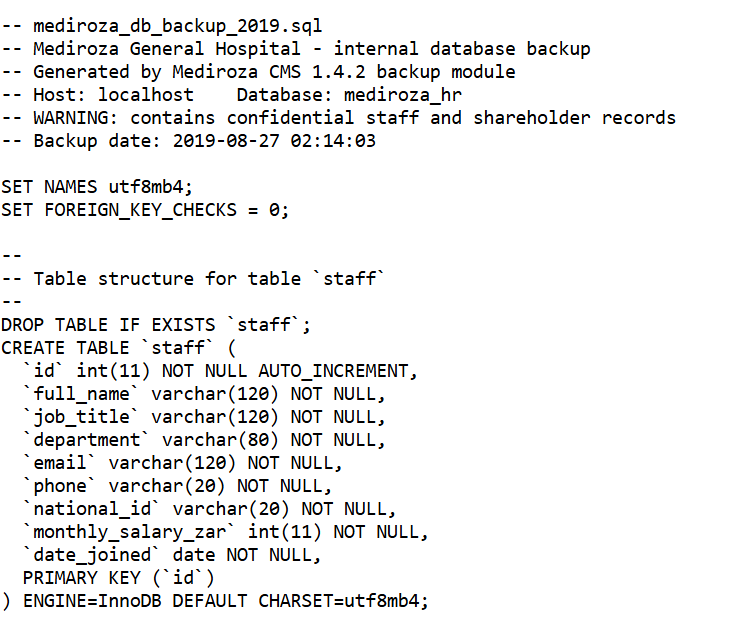 -- mediroza_db_backup_2019.sql
-- Mediroza General Hospital - internal database backup
-- Generated by Mediroza CMS 1.4.2 backup module
-- Host: localhost    Database: mediroza_hr
-- WARNING: contains confidential staff and shareholder records
-- Backup date: 2019-08-27 02:14:03

SET NAMES utf8mb4;
SET FOREIGN_KEY_CHECKS = 0;

--
-- Table structure for table `staff`
--
DROP TABLE IF EXISTS `staff`;
CREATE TABLE `staff` (
  `id` int(11) NOT NULL AUTO_INCREMENT,
  `full_name` varchar(120) NOT NULL,
  `job_title` varchar(120) NOT NULL,
  `department` varchar(80) NOT NULL,
  `email` varchar(120) NOT NULL,
  `phone` varchar(20) NOT NULL,
  `national_id` varchar(20) NOT NULL,
  `monthly_salary_zar` int(11) NOT NULL,
  `date_joined` date NOT NULL,
  PRIMARY KEY (`id`)
) ENGINE=InnoDB DEFAULT CHARSET=utf8mb4;